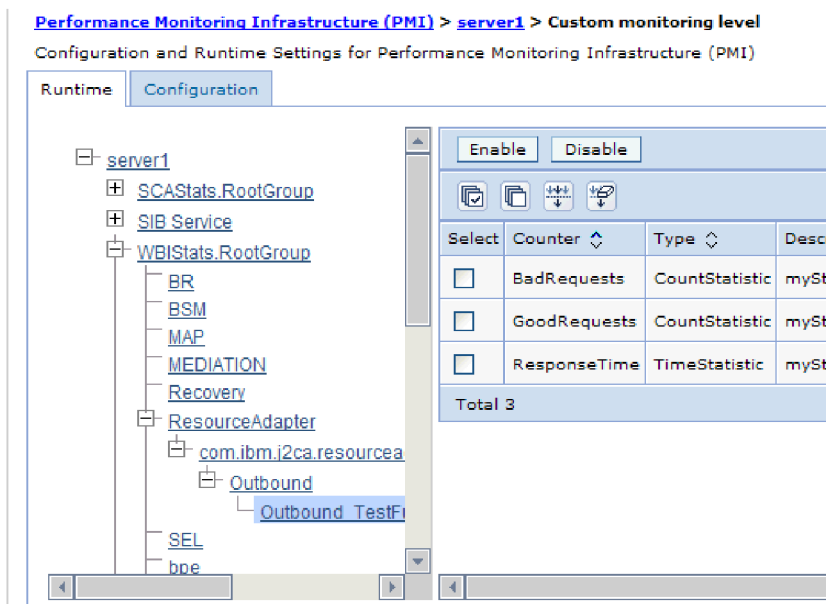 Performance Monitoring Infrastructure (PMI) > server1 > Custom monitoring level
Configuration and Runtime Settings for Performance Monitoring Infrastructure (PMI)
Runtime Configuration
server1
SCAStats.RootGroup
SIB Service
WBIStats.RootGroup
BR
BSM
MAP
MEDIATION
Recovery
ResourceAdapter
com.ibm.j2ca.resourcea
Outbound
Outbound_TestFu
SEL
bpe
Enable Disable
Select Counter Type Desc
BadRequests CountStatistic mySt
GoodRequests CountStatistic mySt
ResponseTime TimeStatistic mySt
Total 3